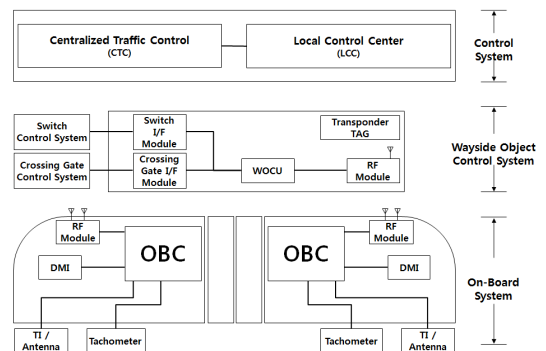 Centralized Traffic Control
(CTC)
Local Control Center
(LCC)
Control
System
Switch
Control System
Switch
I/F
Module
Transponder
TAG
Crossing Gate
Control System
Crossing
Gate I/F
Module
WOCU
RF
Module
Wayside Object
Control System
RF
Module
OBC
DMI
TI /
Antenna
Tachometer
OBC
RF
Module
DMI
Tachometer
TI /
Antenna
On-Board
System